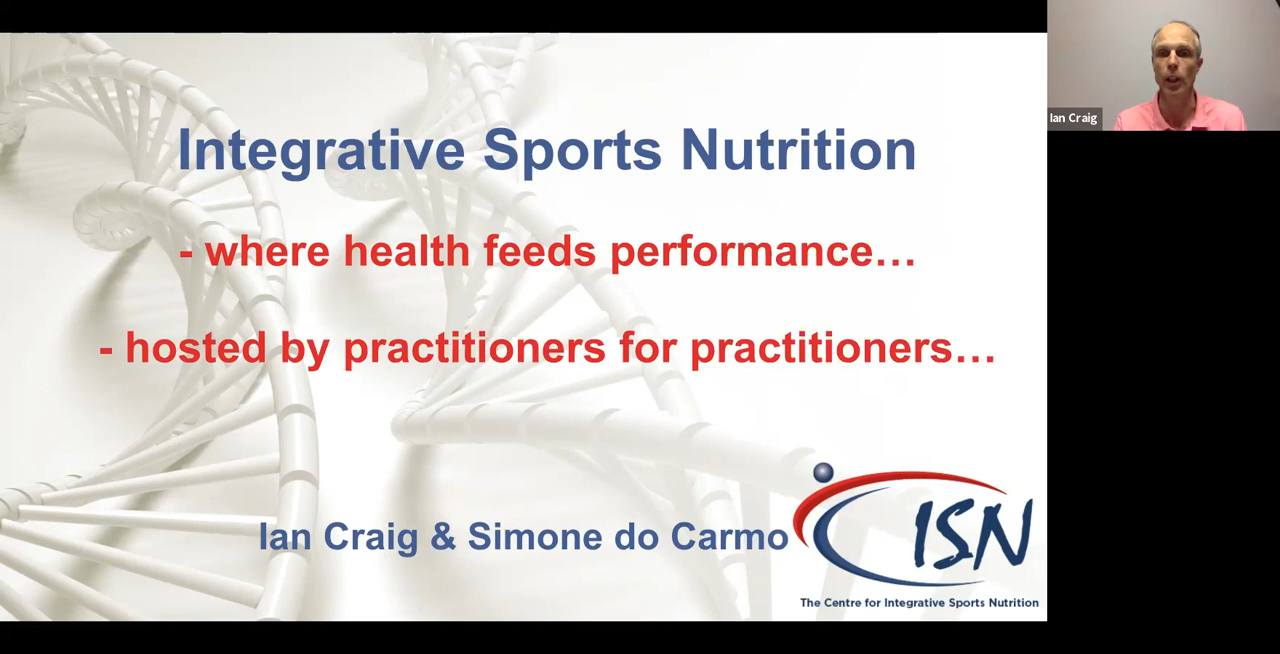 Integrative Sports Nutrition
- where health feeds performance…
- hosted by practitioners for practitioners…
Ian Craig & Simone do Carmo
CISN
The Centre for Integrative Sports Nutrition
Ian Craig